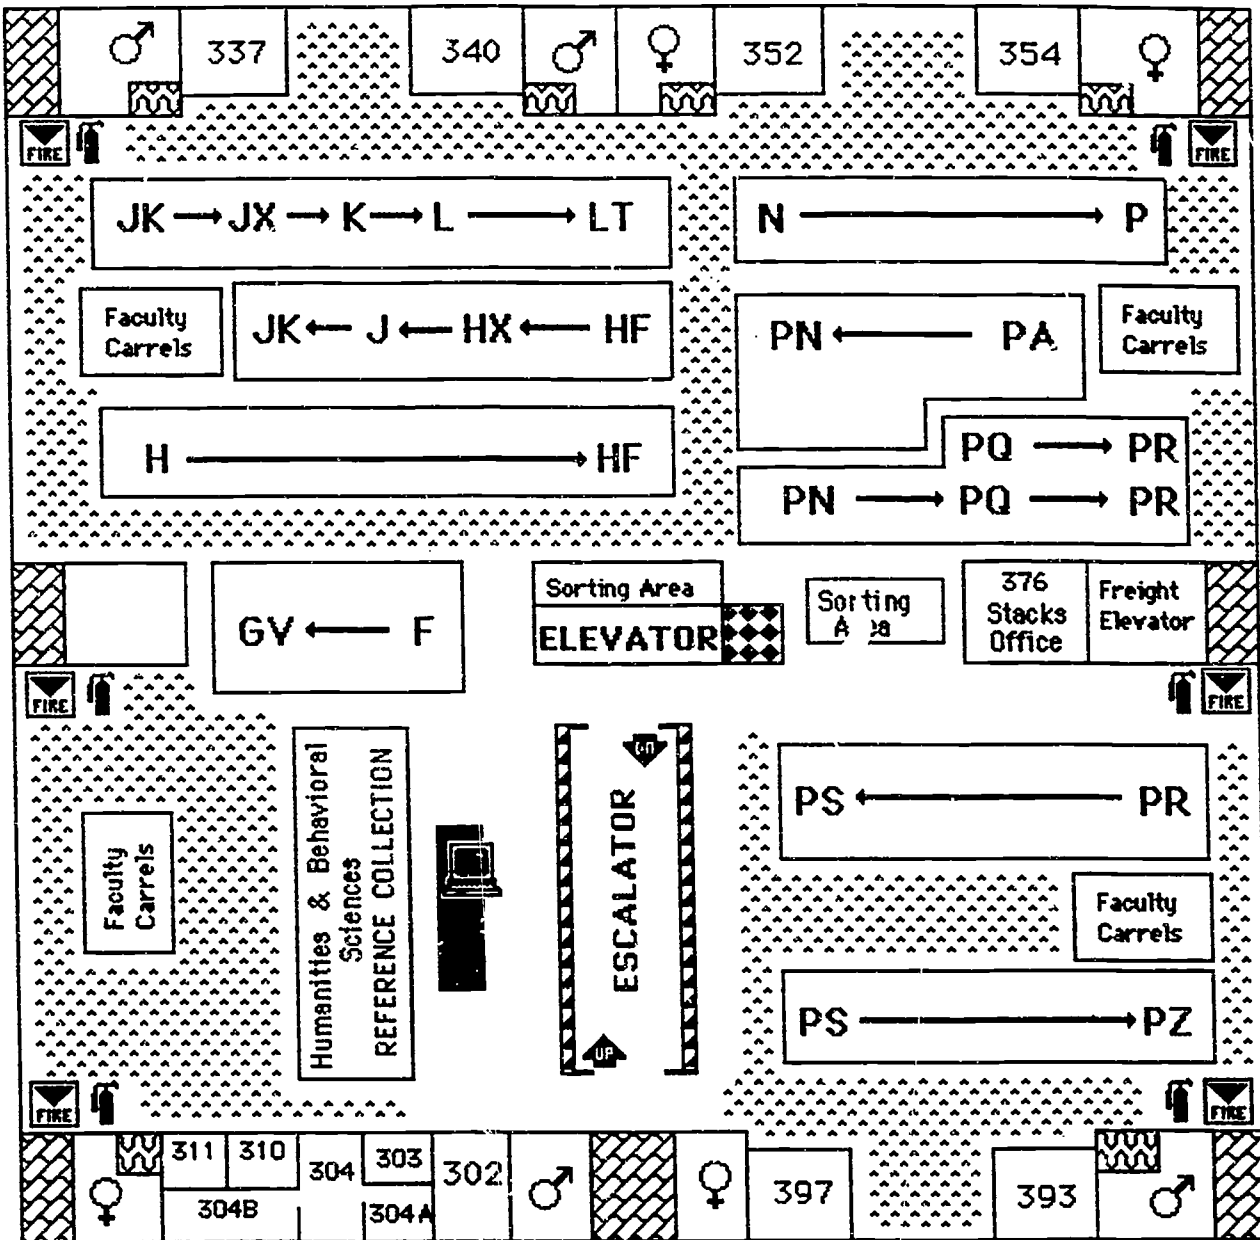 337
340
352
354
FIRE
FIRE
JK JX K L LT
N P
Faculty
Carrels
JK J HX HF
PN PA
Faculty
Carrels
H HF
PQ PR
PN PQ PR
GV F
Sorting Area
ELEVATOR
Sorting
376
Stacks
Office
Freight
Elevator
FIRE
FIRE
Faculty
Carrels
Humanities & Behavioral
Sciences
REFERENCE COLLECTION
DN
ESCALATOR
UP
PS PR
Faculty
Carrels
PS PZ
FIRE
FIRE
311
310
304
303
302
304B
304A
397
393